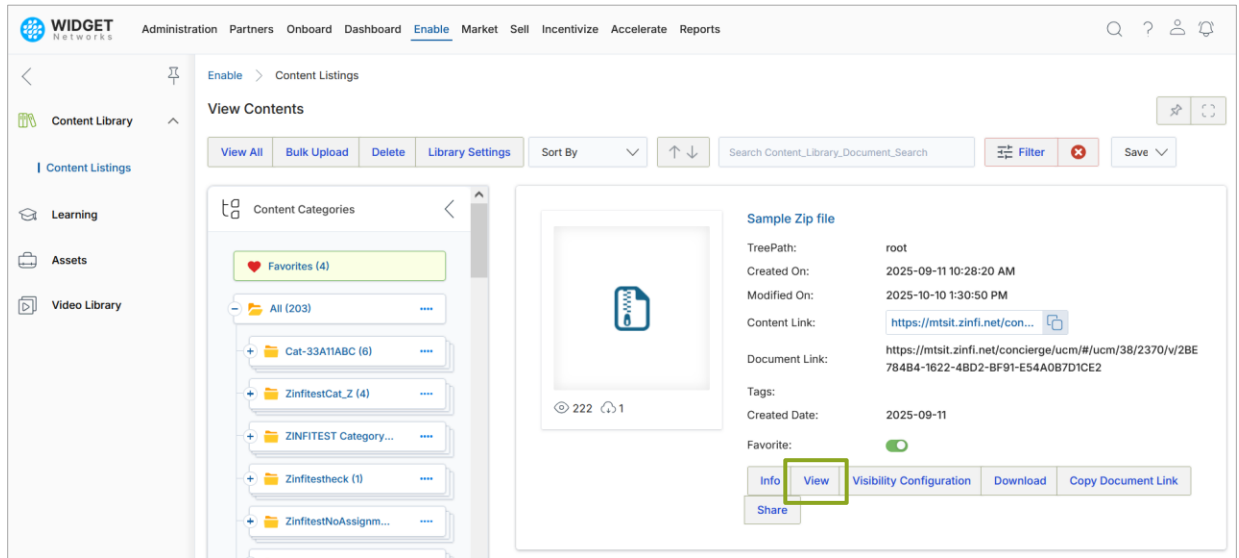 WIDGET
Networks
Administration Partners Onboard Dashboard Enable Market Sell Incentivize Accelerate Reports
Enable > Content Listings
View Contents
Content Library
Content Listings
Learning
Assets
Video Library
View All Bulk Upload Delete Library Settings Sort By Search Content_Library_Document_Search Filter Save
Content Categories
Favorites (4)
All (203)
Cat-33A11ABC (6)
ZinfitestCat_Z (4)
ZINFITEST Category...
Zinfitestheck (1)
ZinfitestNoAssignm...
222 1
Sample Zip file
TreePath: root
Created On: 2025-09-11 10:28:20 AM
Modified On: 2025-10-10 1:30:50 PM
Content Link: https://mtsit.zinfi.net/con...
Document Link: https://mtsit.zinfi.net/concierge/ucm/#/ucm/38/2370/v/2BE
784B4-1622-4BD2-BF91-E54A0B7D1CE2
Tags:
Created Date: 2025-09-11
Favorite:
Info View Visibility Configuration Download Copy Document Link
Share